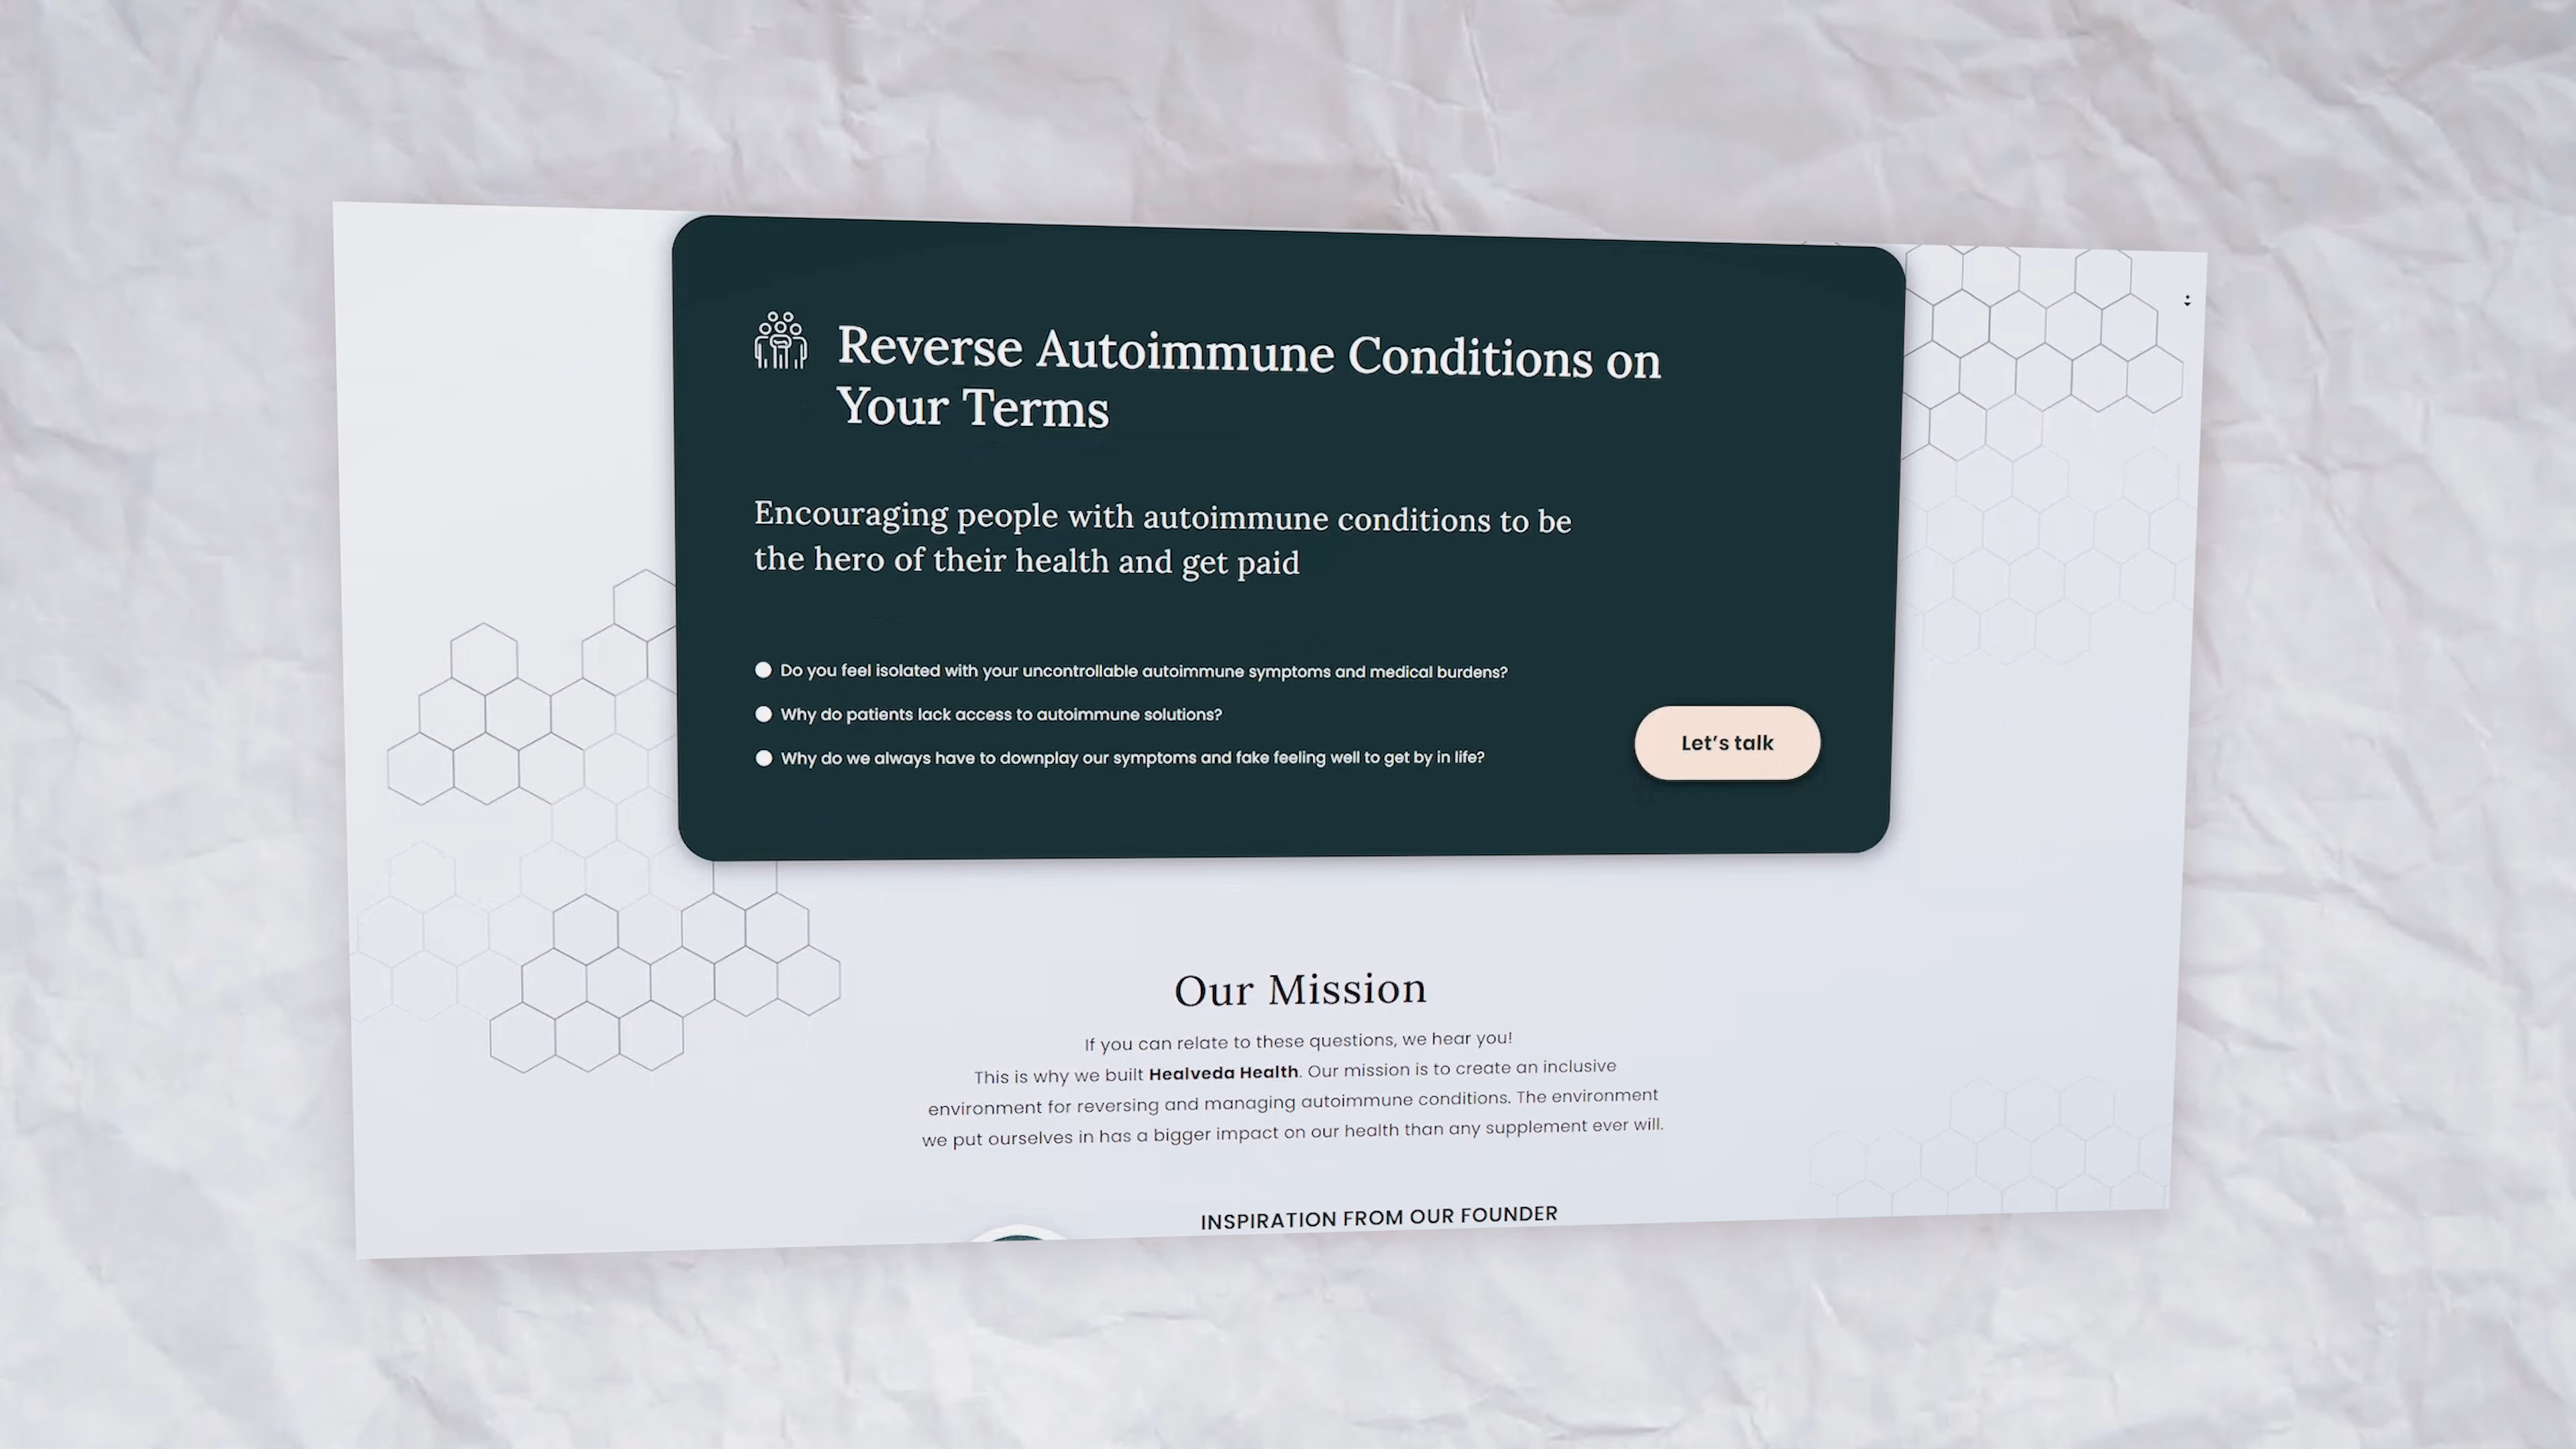 Reverse Autoimmune Conditions on
Your Terms
Encouraging people with autoimmune conditions to be
the hero of their health and get paid
Do you feel isolated with your uncontrollable autoimmune symptoms and medical burdens?
Why do patients lack access to autoimmune solutions?
Why do we always have to downplay our symptoms and fake feeling well to get by in life?
Let's talk
Our Mission
If you can relate to these questions, we hear you!
This is why we built Healveda Health. Our mission is to create an inclusive
environment for reversing and managing autoimmune conditions. The environment
we put ourselves in has a bigger impact on our health than any supplement ever will.
INSPIRATION FROM OUR FOUNDER